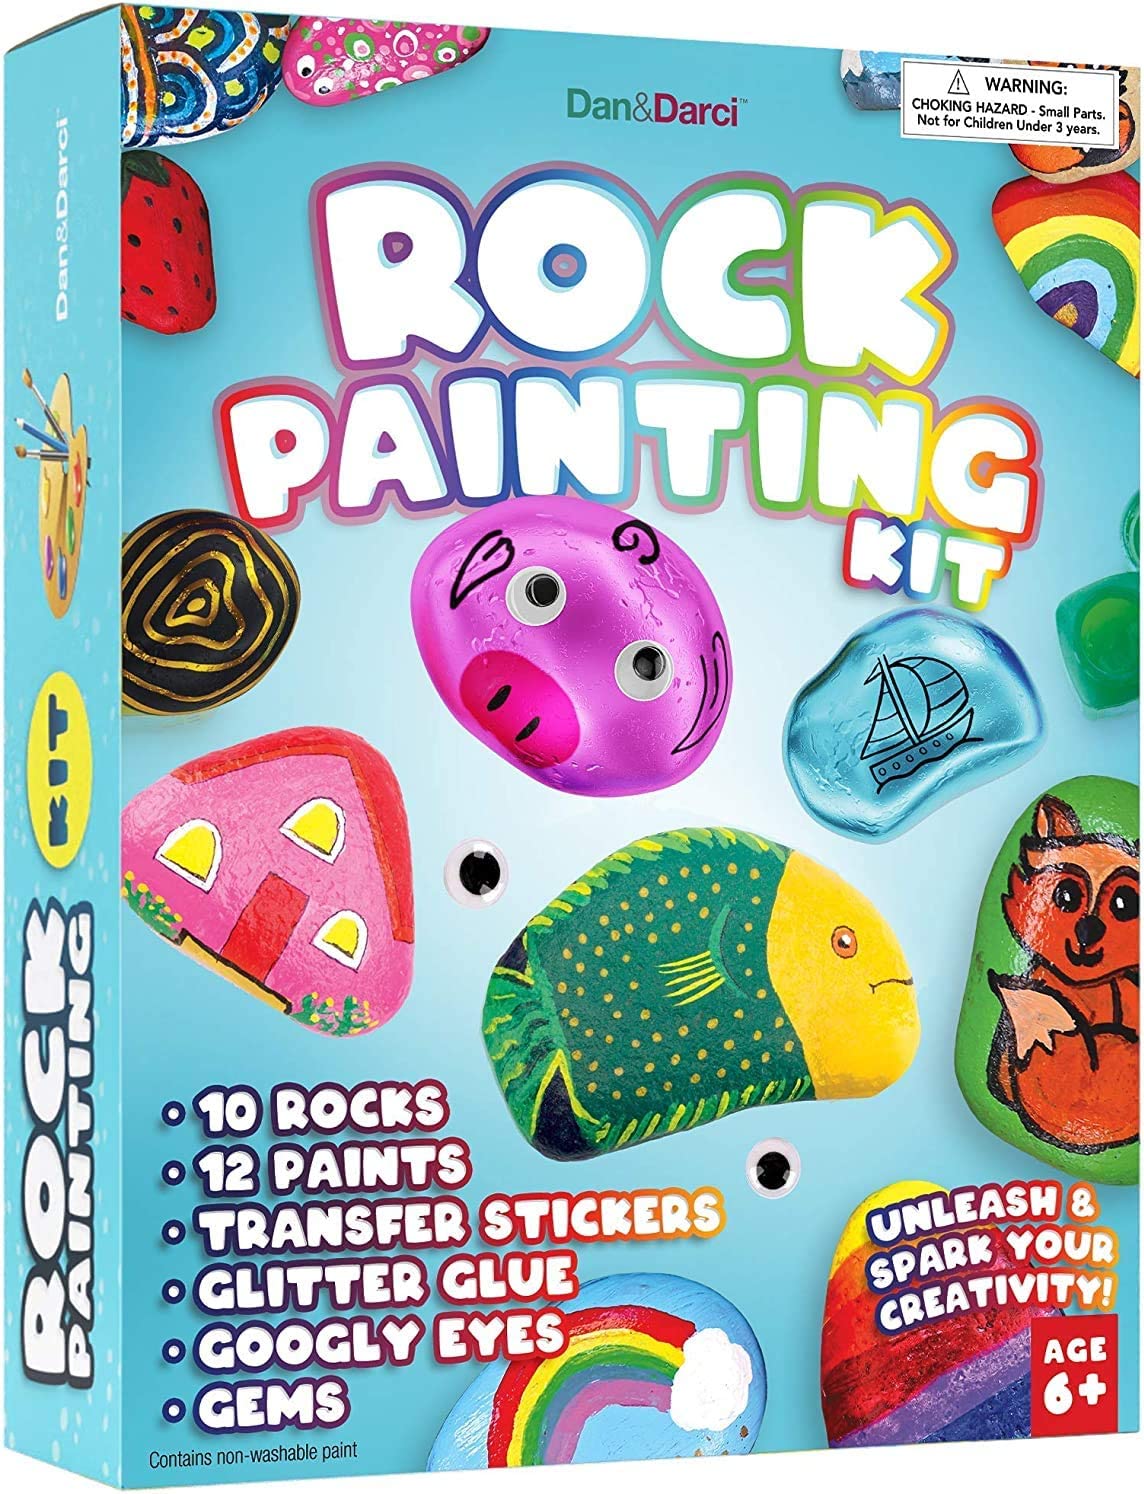 Dan&Darci™
⚠ WARNING:
CHOKING HAZARD - Small Parts.
Not for Children Under 3 years.
ROCK
PAINTING
KIT
• 10 ROCKS
• 12 PAINTS
• TRANSFER STICKERS
• GLITTER GLUE
• GOOGLY EYES
• GEMS
Contains non-washable paint
UNLEASH &
SPARK YOUR
CREATIVITY!
AGE
6+
Dan&Darci™
ROCK
PAINTING
KIT